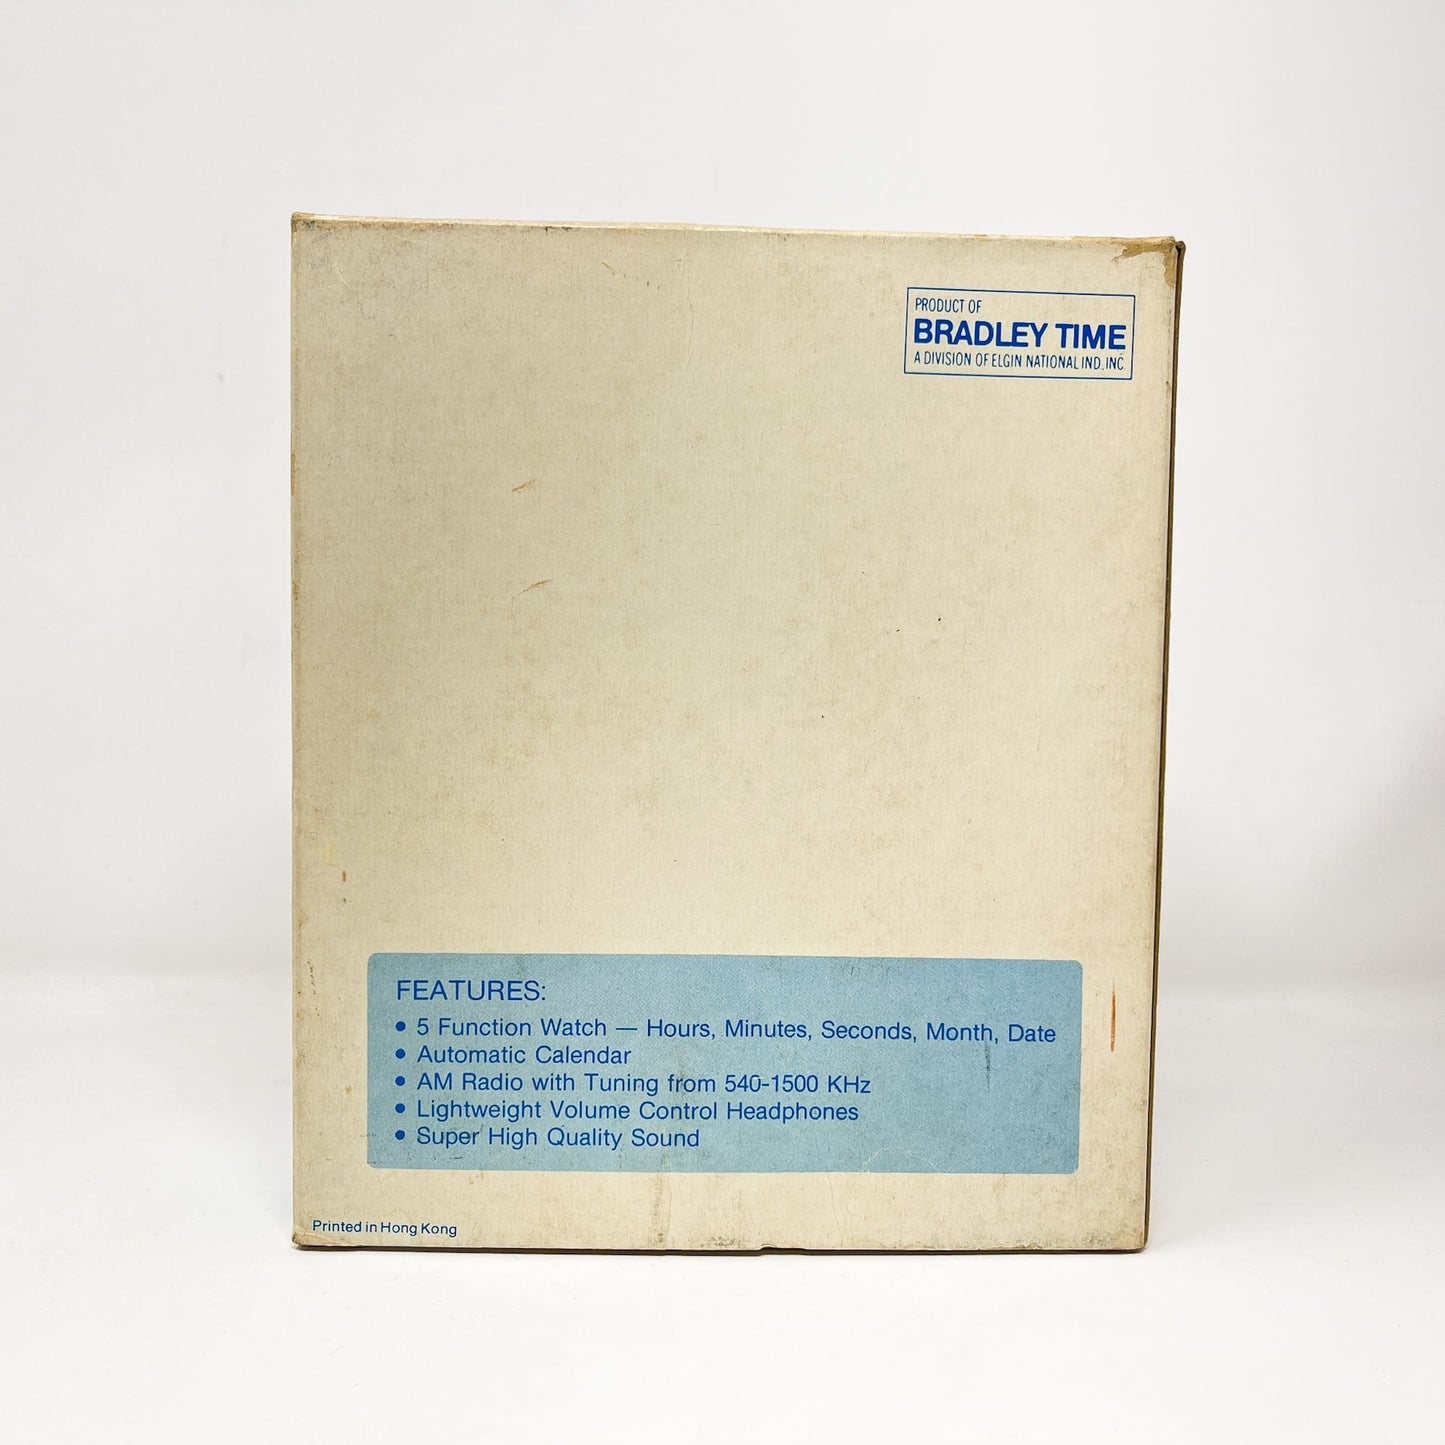 PRODUCT OF
BRADLEY TIME
A DIVISION OF ELGIN NATIONAL IND., INC.
FEATURES:
• 5 Function Watch — Hours, Minutes, Seconds, Month, Date
• Automatic Calendar
• AM Radio with Tuning from 540-1500 KHz
• Lightweight Volume Control Headphones
• Super High Quality Sound
Printed in Hong Kong